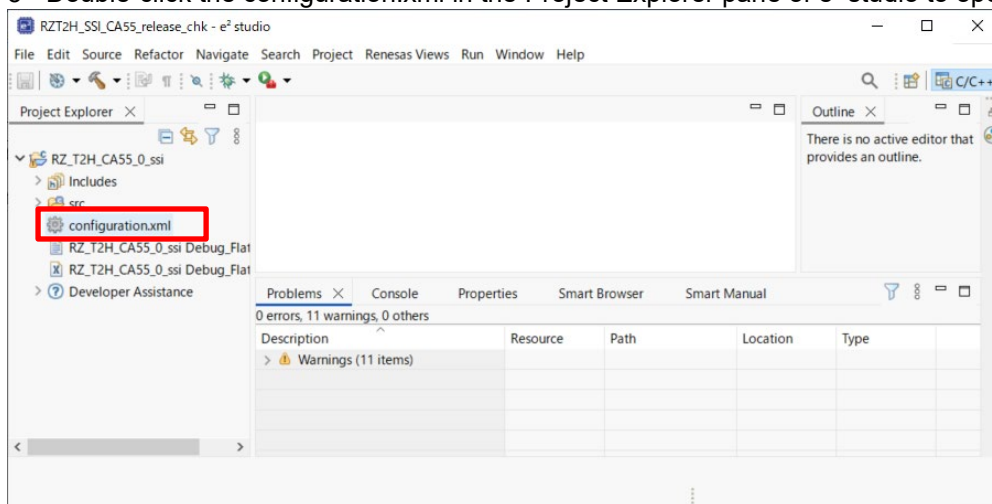 RZT2H_SSI_CA55_release_chk - e² studio
File Edit Source Refactor Navigate Search Project Renesas Views Run Window Help
C/C++
Project Explorer
Outline
There is no active editor that
provides an outline.
RZ_T2H_CA55_0_ssi
Includes
src
configuration.xml
RZ_T2H_CA55_0_ssi Debug_Flat
RZ_T2H_CA55_0_ssi Debug_Flat
Developer Assistance
Problems Console Properties Smart Browser Smart Manual
0 errors, 11 warnings, 0 others
Description Resource Path Location Type
Warnings (11 items)